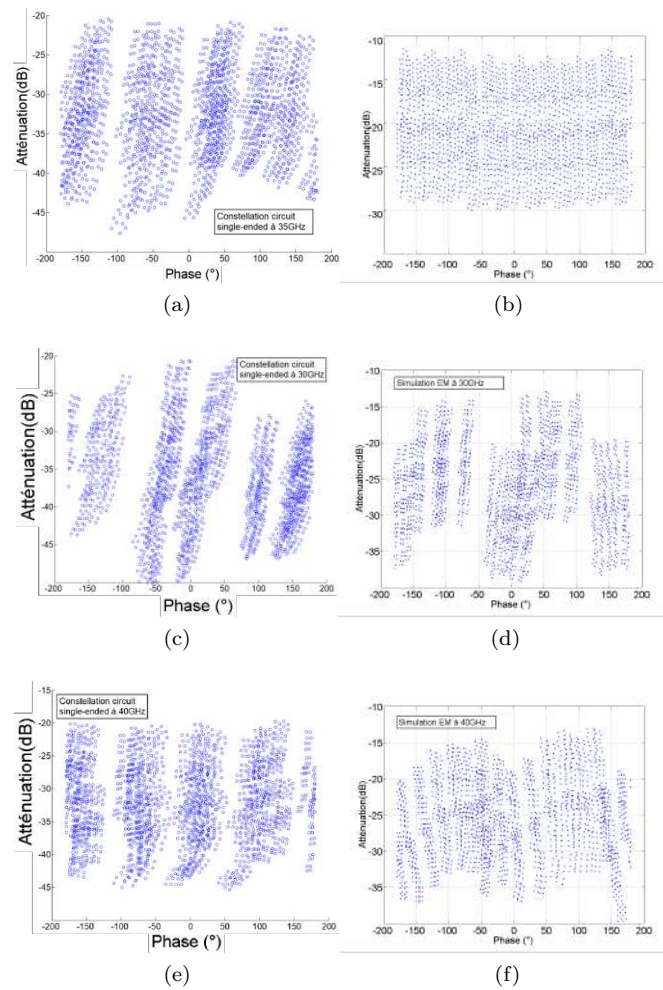 -20
-25
-30
-35
-40
-45
Atténuation(dB)
Constellation circuit
single-ended à 35GHz
-200 -150 -100 -50 0 50 100 150 200
Phase (°)
(a)
-10
-15
-20
-25
-30
Atténuation(dB)
-200 -150 -100 -50 0 50 100 150 200
Phase (°)
(b)
-20
-25
-30
-35
-40
-45
Atténuation(dB)
Constellation circuit
single-ended à 30GHz
-200 -150 -100 -50 0 50 100 150 200
Phase (°)
(c)
-10
-15
-20
-25
-30
-35
Atténuation(dB)
Simulation EM à 30GHz
-200 -150 -100 -50 0 50 100 150 200
Phase (°)
(d)
-15
-20
-25
-30
-35
-40
-45
Atténuation(dB)
Constellation circuit
single-ended à 40GHz
-200 -150 -100 -50 0 50 100 150 200
Phase (°)
(e)
-10
-15
-20
-25
-30
-35
-40
Atténuation(dB)
Simulation EM à 40GHz
-200 -150 -100 -50 0 50 100 150 200
Phase (°)
(f)